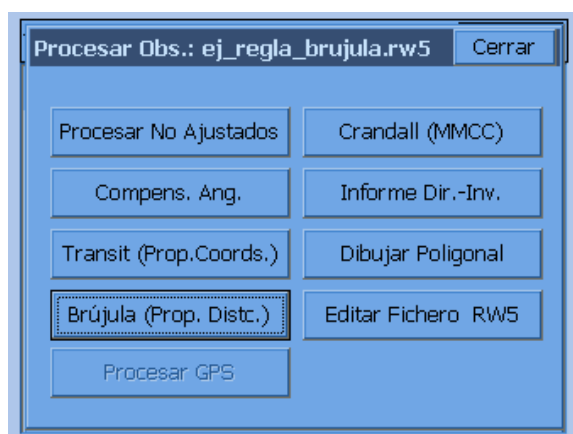 Procesar Obs.: ej_regla_brujula.rw5 Cerrar
Procesar No Ajustados Crandall (MMCC)
Compens. Ang. Informe Dir.-Inv.
Transit (Prop.Coords.) Dibujar Poligonal
Brújula (Prop. Distc.) Editar Fichero RW5
Procesar GPS